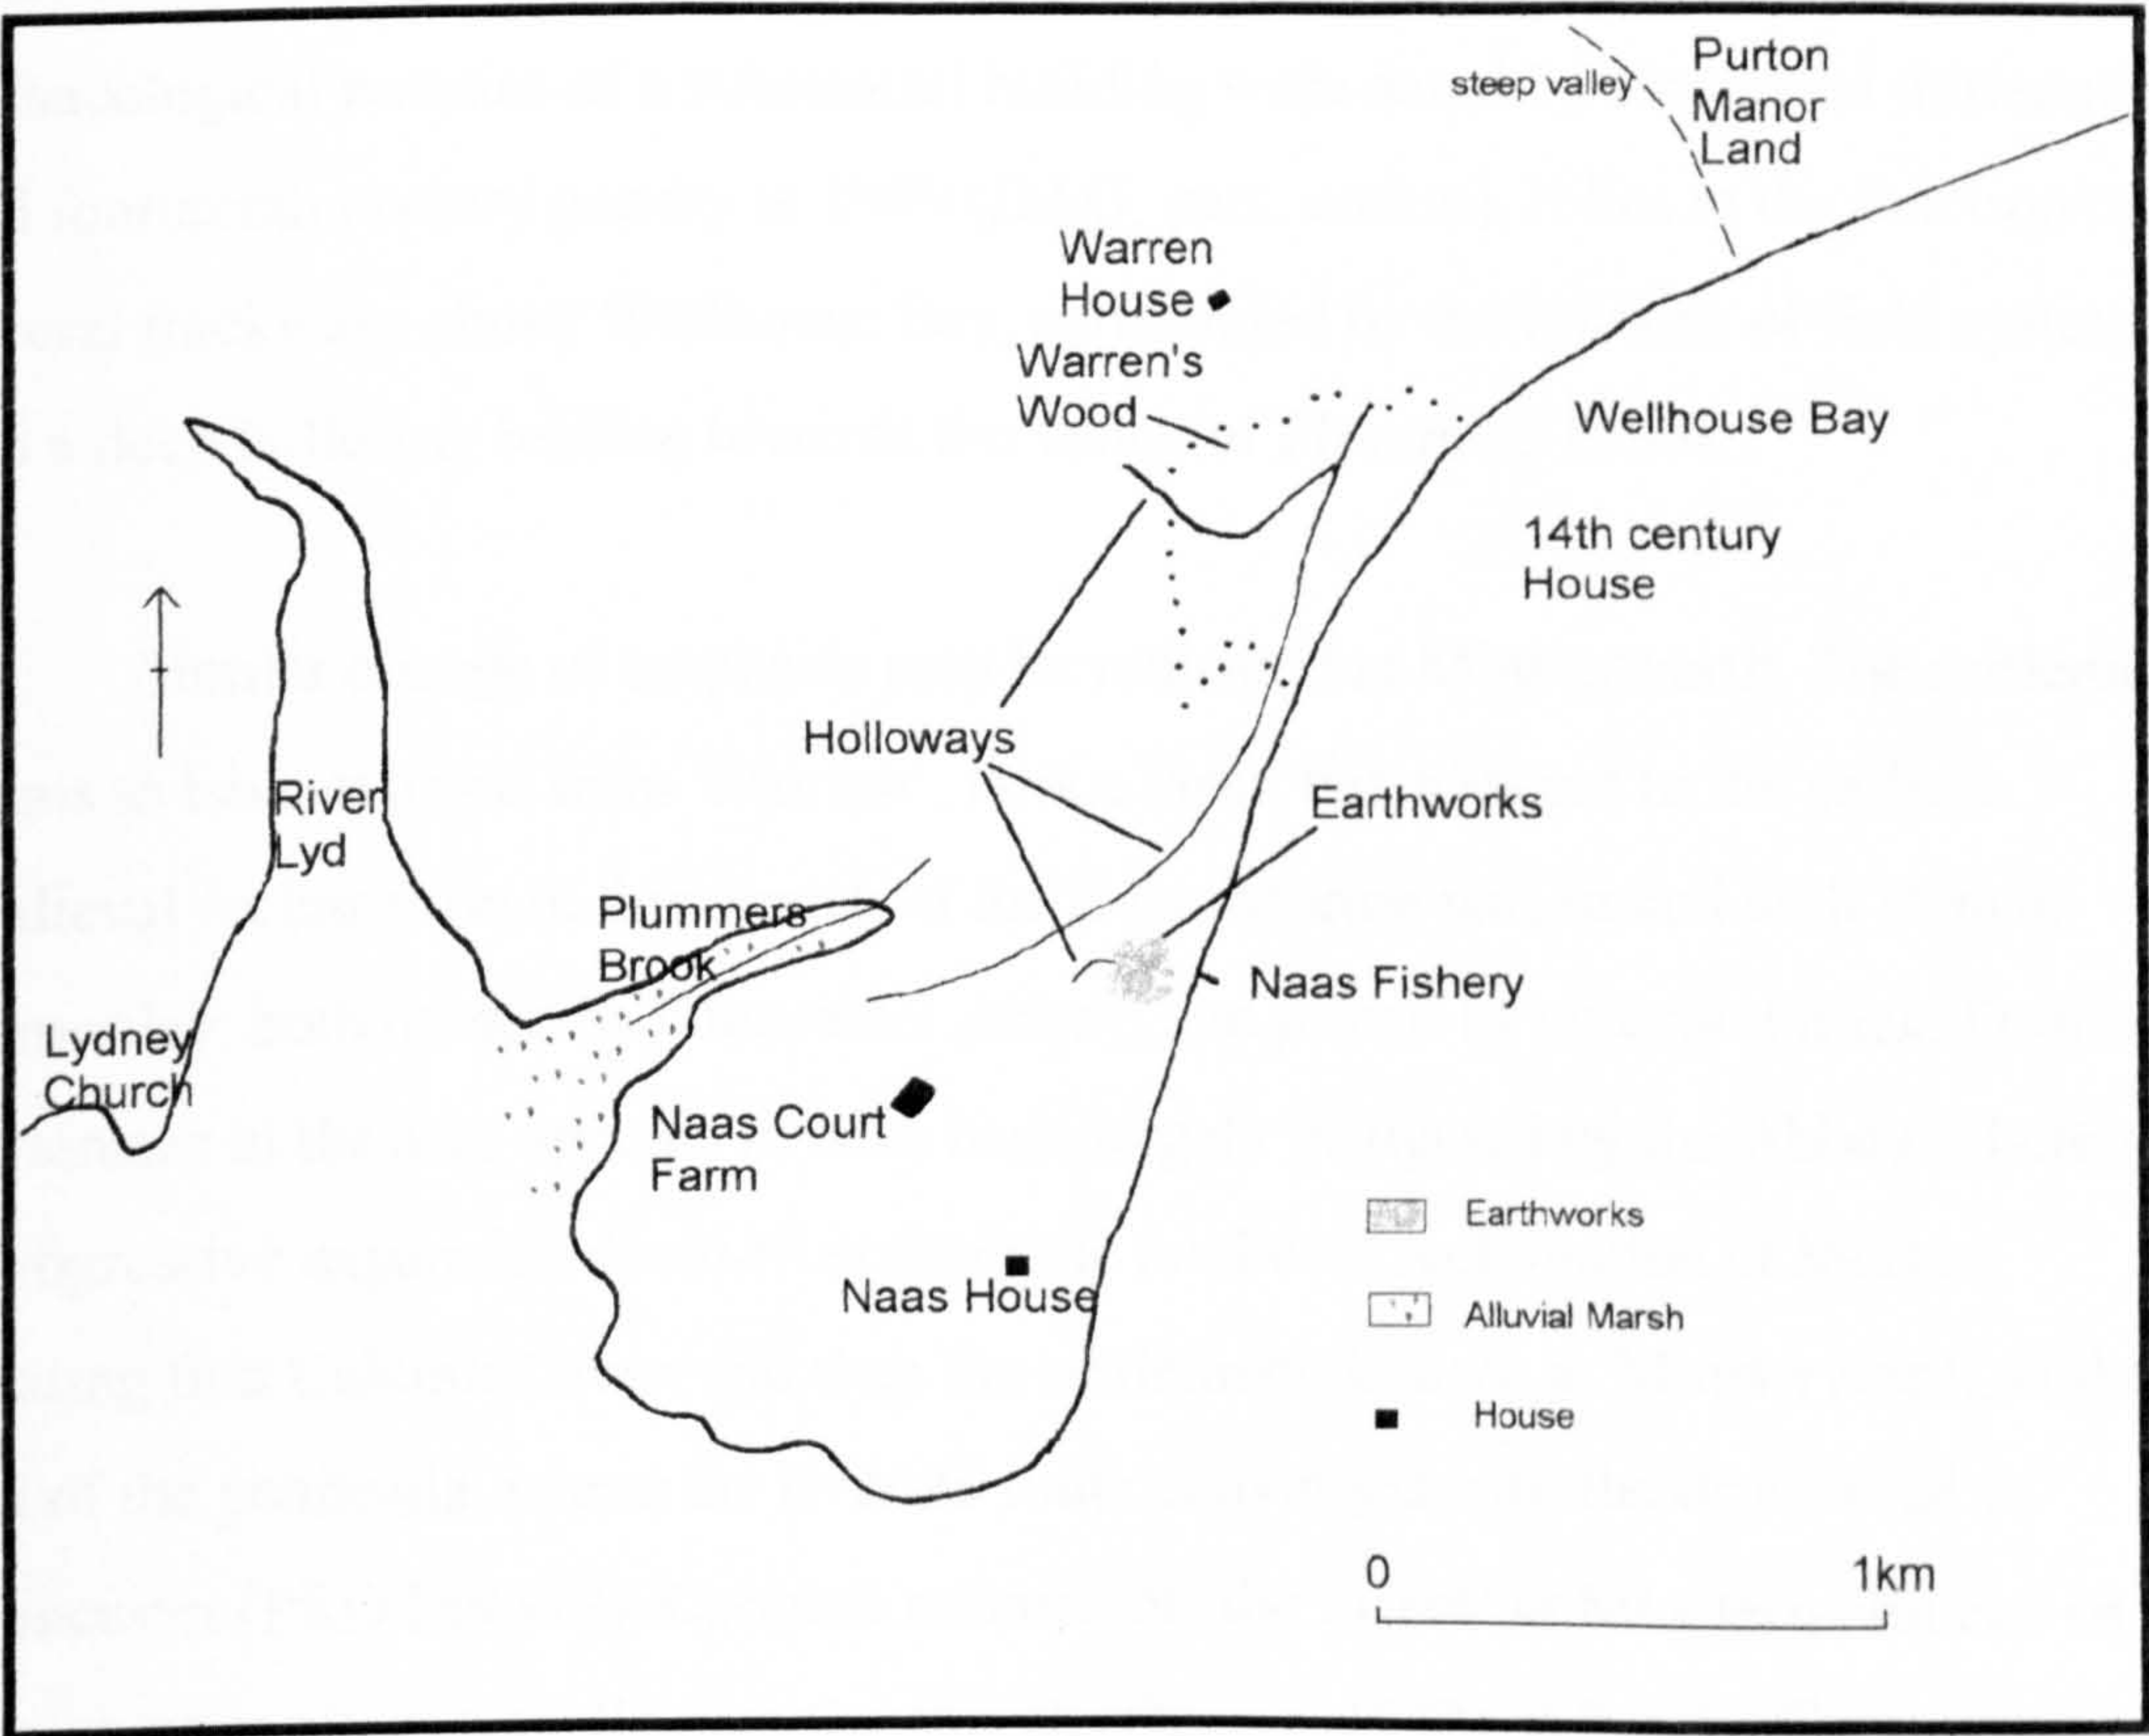 Purton
Manor
Land
steep valley
Warren
House
Warren's
Wood
Wellhouse Bay
14th century
House
Holloways
River
Lyd
Earthworks
Plummers
Brook
Naas Fishery
Lydney
Church
Naas Court
Farm
Naas House
Earthworks
Alluvial Marsh
House
0 1km